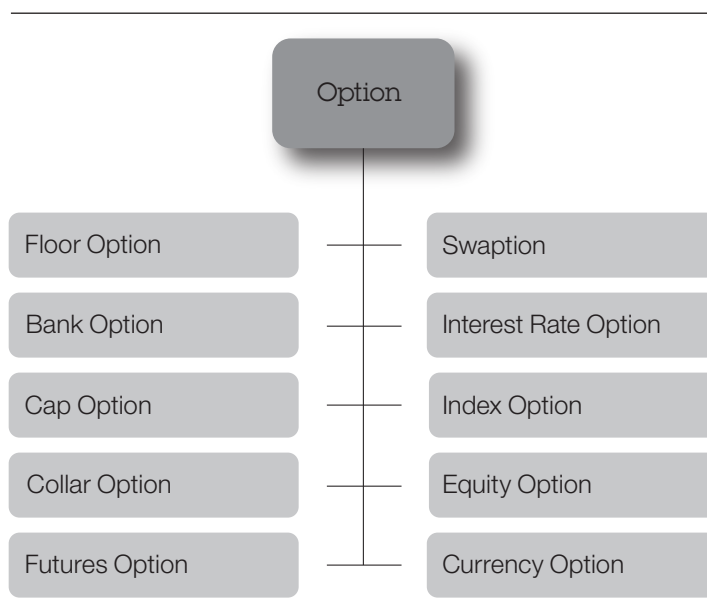 Option
Floor Option
Swaption
Bank Option
Interest Rate Option
Cap Option
Index Option
Collar Option
Equity Option
Futures Option
Currency Option